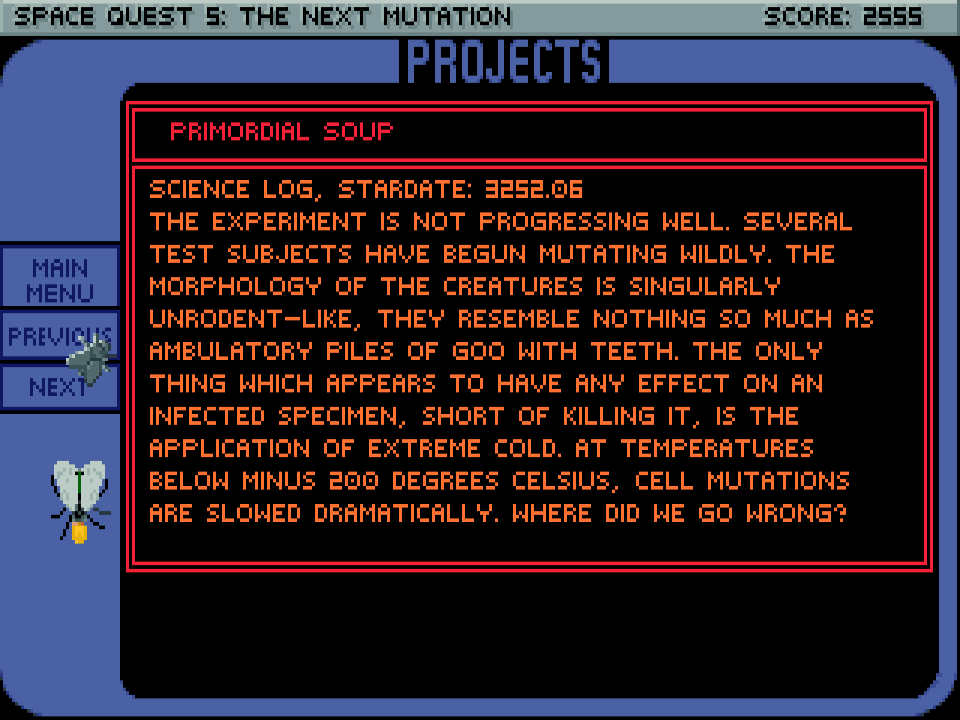 SPACE QUEST 5: THE NEXT MUTATION SCORE: 2555
PROJECTS
PRIMORDIAL SOUP
SCIENCE LOG, STARDATE: 3252.06
THE EXPERIMENT IS NOT PROGRESSING WELL. SEVERAL
TEST SUBJECTS HAVE BEGUN MUTATING WILDLY. THE
MORPHOLOGY OF THE CREATURES IS SINGULARLY
UNRODENT-LIKE, THEY RESEMBLE NOTHING SO MUCH AS
AMBULATORY PILES OF GOO WITH TEETH. THE ONLY
THING WHICH APPEARS TO HAVE ANY EFFECT ON AN
INFECTED SPECIMEN, SHORT OF KILLING IT, IS THE
APPLICATION OF EXTREME COLD. AT TEMPERATURES
BELOW MINUS 200 DEGREES CELSIUS, CELL MUTATIONS
ARE SLOWED DRAMATICALLY. WHERE DID WE GO WRONG?
MAIN
MENU
PREVIOUS
NEXT